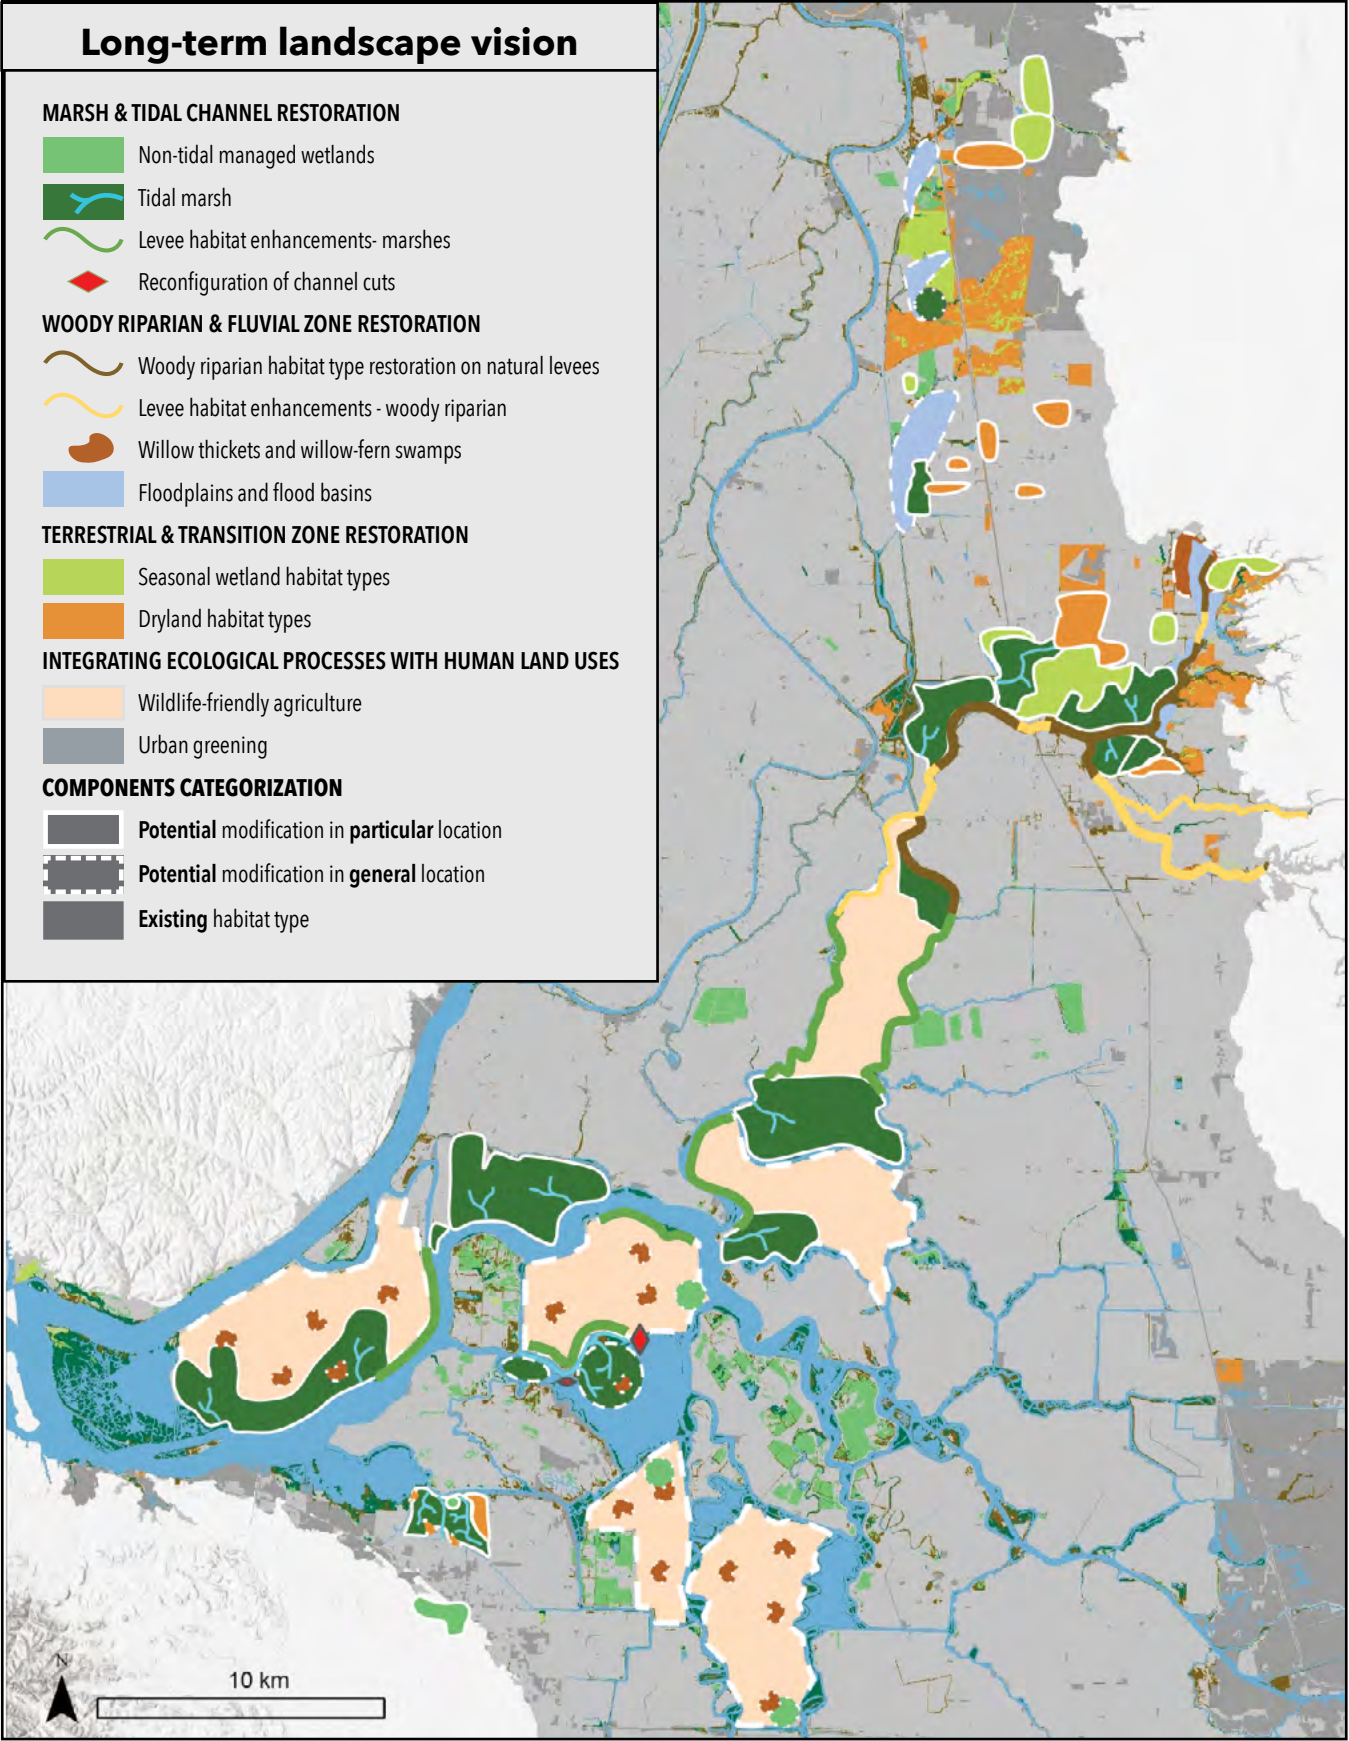 Long-term landscape vision
MARSH & TIDAL CHANNEL RESTORATION
Non-tidal managed wetlands
Tidal marsh
Levee habitat enhancements- marshes
Reconfiguration of channel cuts
WOODY RIPARIAN & FLUVIAL ZONE RESTORATION
Woody riparian habitat type restoration on natural levees
Levee habitat enhancements - woody riparian
Willow thickets and willow-fern swamps
Floodplains and flood basins
TERRESTRIAL & TRANSITION ZONE RESTORATION
Seasonal wetland habitat types
Dryland habitat types
INTEGRATING ECOLOGICAL PROCESSES WITH HUMAN LAND USES
Wildlife-friendly agriculture
Urban greening
COMPONENTS CATEGORIZATION
Potential modification in particular location
Potential modification in general location
Existing habitat type
N
10 km